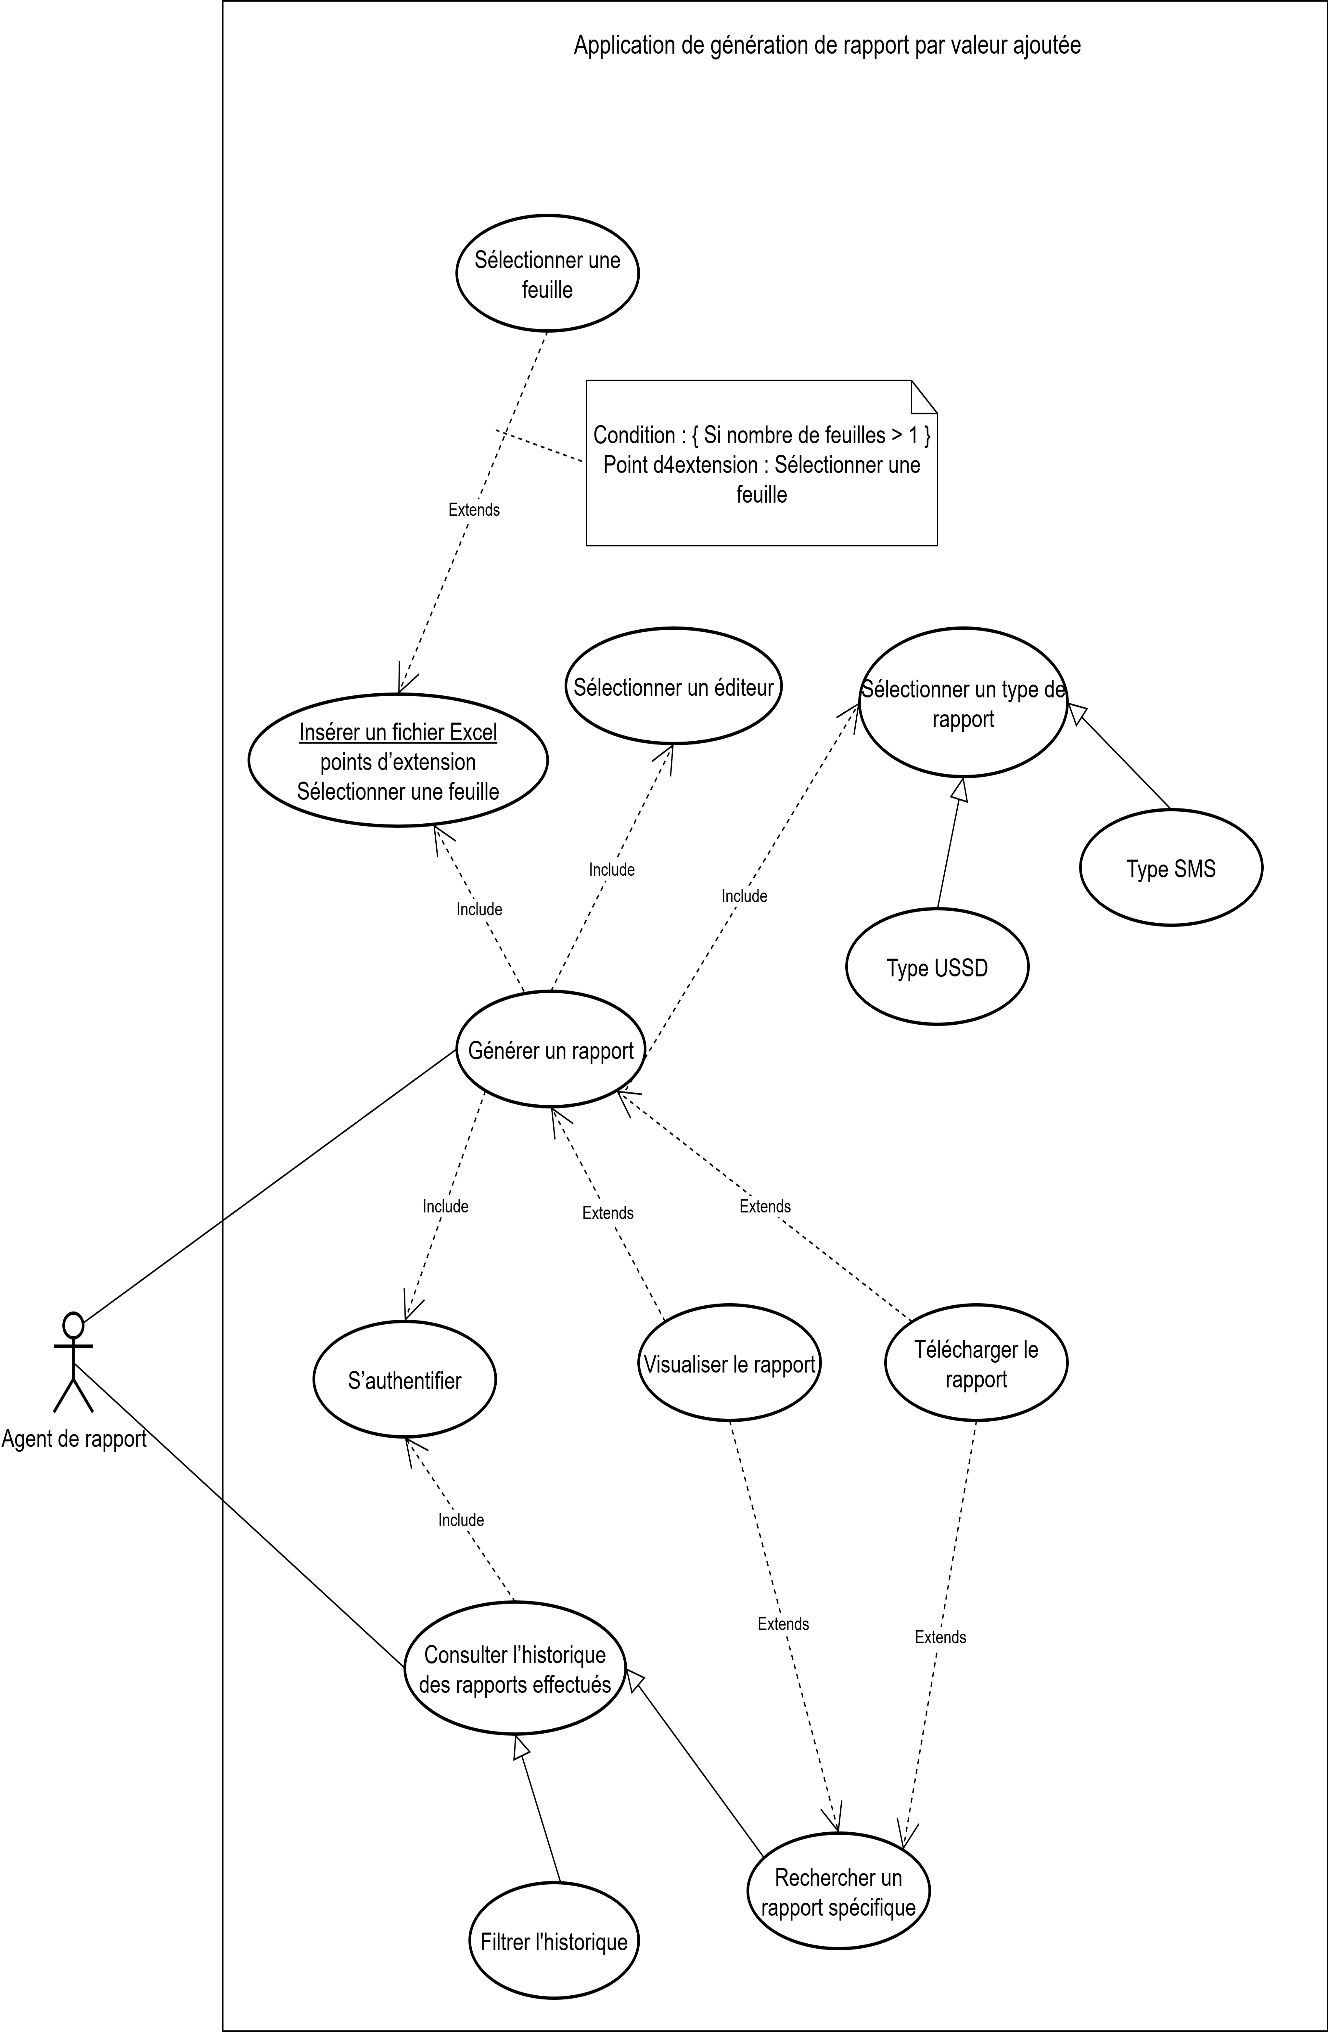 Application de génération de rapport par valeur ajoutée
Sélectionner une
feuille
Condition : { Si nombre de feuilles > 1 }
Point d4extension : Sélectionner une
feuille
Extends
Sélectionner un éditeur
Sélectionner un type de
rapport
Insérer un fichier Excel
points d’extension
Sélectionner une feuille
Include
Include
Include
Type SMS
Type USSD
Générer un rapport
Include
Extends
Extends
S’authentifier
Visualiser le rapport
Télécharger le
rapport
Agent de rapport
Include
Extends
Extends
Consulter l’historique
des rapports effectués
Rechercher un
rapport spécifique
Filtrer l'historique